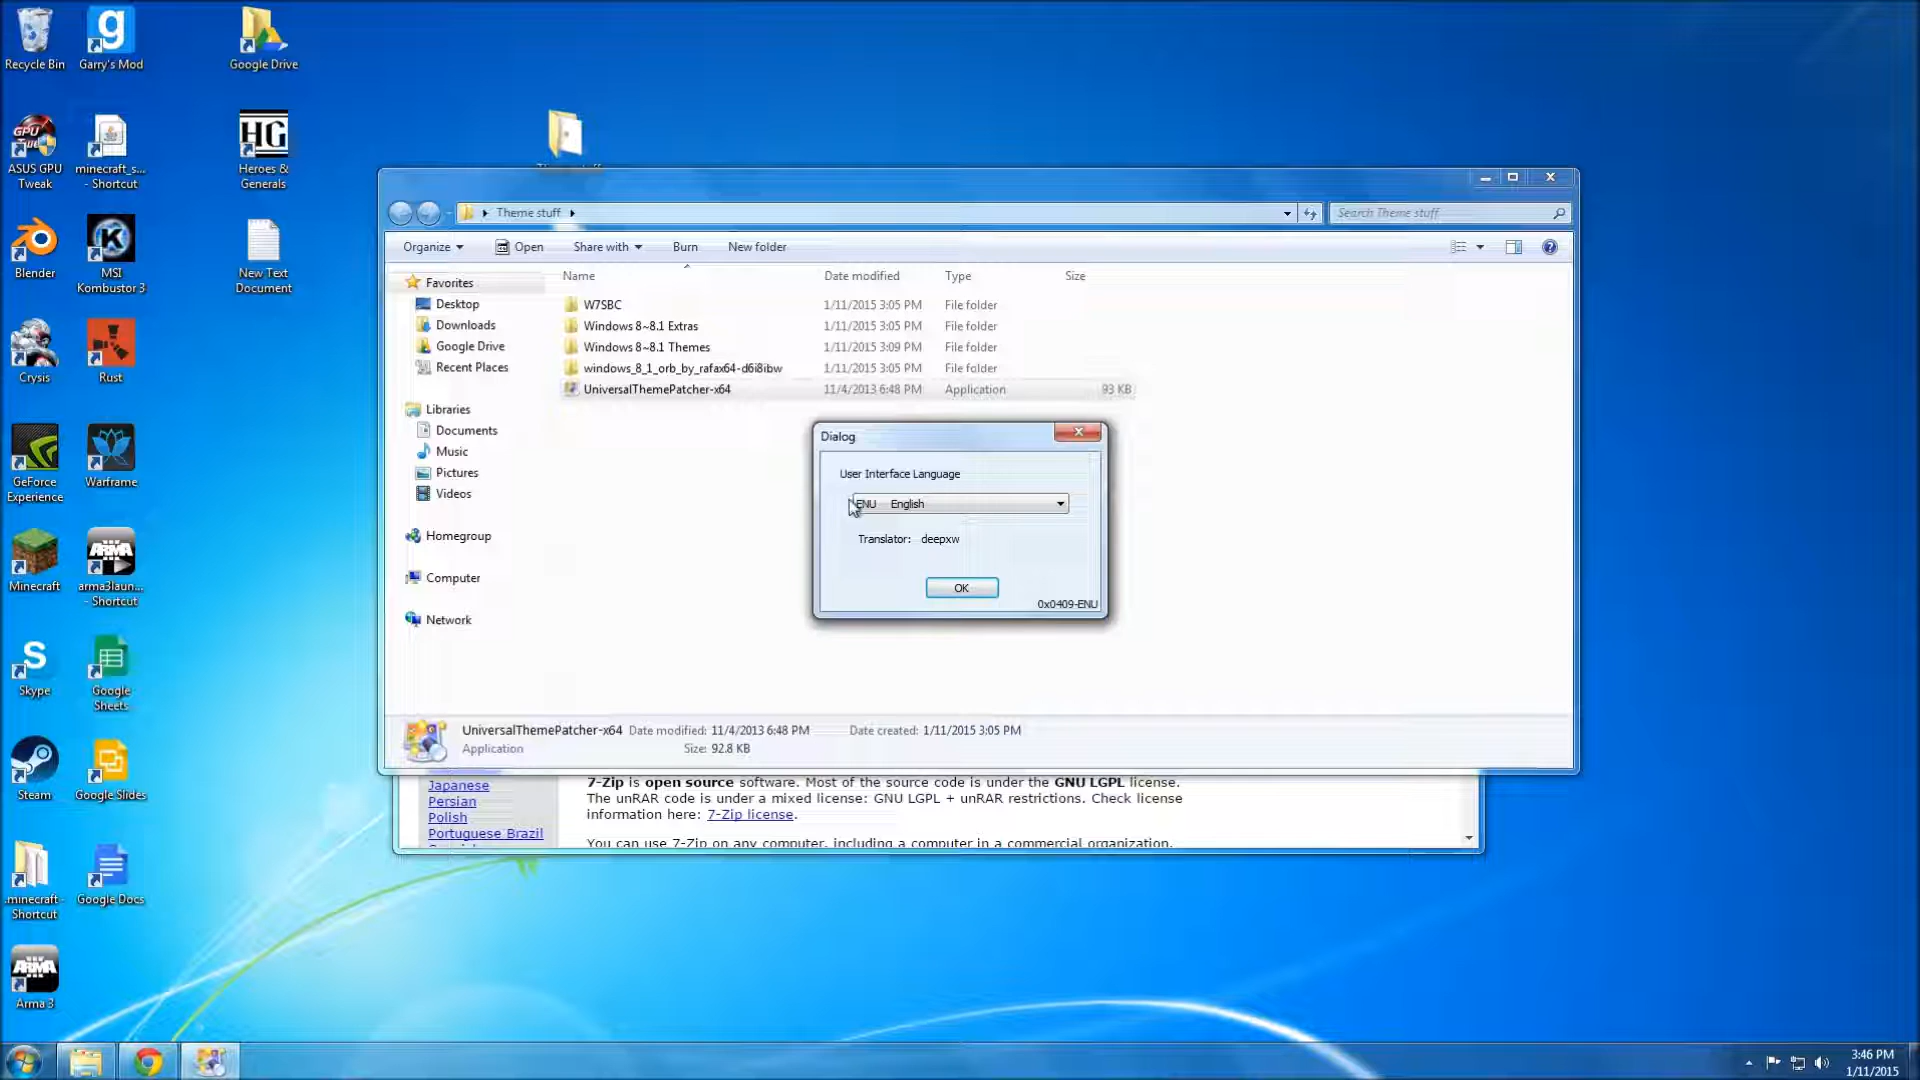 Recycle Bin
Garry's Mod
Google Drive
ASUS GPU
Tweak
minecraft_s...
- Shortcut
Heroes &
Generals
Blender
MSI
Kombustor 3
New Text
Document
Crysis
Rust
GeForce
Experience
Warframe
Minecraft
arma3laun...
- Shortcut
Skype
Google
Sheets
Steam
Google Slides
.minecraft -
Shortcut
Google Docs
Arma 3
GPU
HG
ARMA
ARMA
Theme stuff
Search Theme stuff
Organize
Open
Share with
Burn
New folder
Name
Date modified
Type
Size
Favorites
Desktop
Downloads
Google Drive
Recent Places
Libraries
Documents
Music
Pictures
Videos
Homegroup
Computer
Network
W7SBC 1/11/2015 3:05 PM File folder
Windows 8~8.1 Extras 1/11/2015 3:05 PM File folder
Windows 8~8.1 Themes 1/11/2015 3:09 PM File folder
windows_8_1_orb_by_rafax64-d6i8ibw 1/11/2015 3:05 PM File folder
UniversalThemePatcher-x64 11/4/2013 6:48 PM Application 93 KB
Dialog
User Interface Language
ENU English
Translator: deepxw
OK
0x0409-ENU
UniversalThemePatcher-x64 Date modified: 11/4/2013 6:48 PM Date created: 1/11/2015 3:05 PM
Application Size: 92.8 KB
Japanese
Persian
Polish
Portuguese Brazil
7-Zip is open source software. Most of the source code is under the GNU LGPL license.
The unRAR code is under a mixed license: GNU LGPL + unRAR restrictions. Check license
information here: 7-Zip license.
You can use 7-Zip on any computer, including a computer in a commercial organization.
3:46 PM
1/11/2015